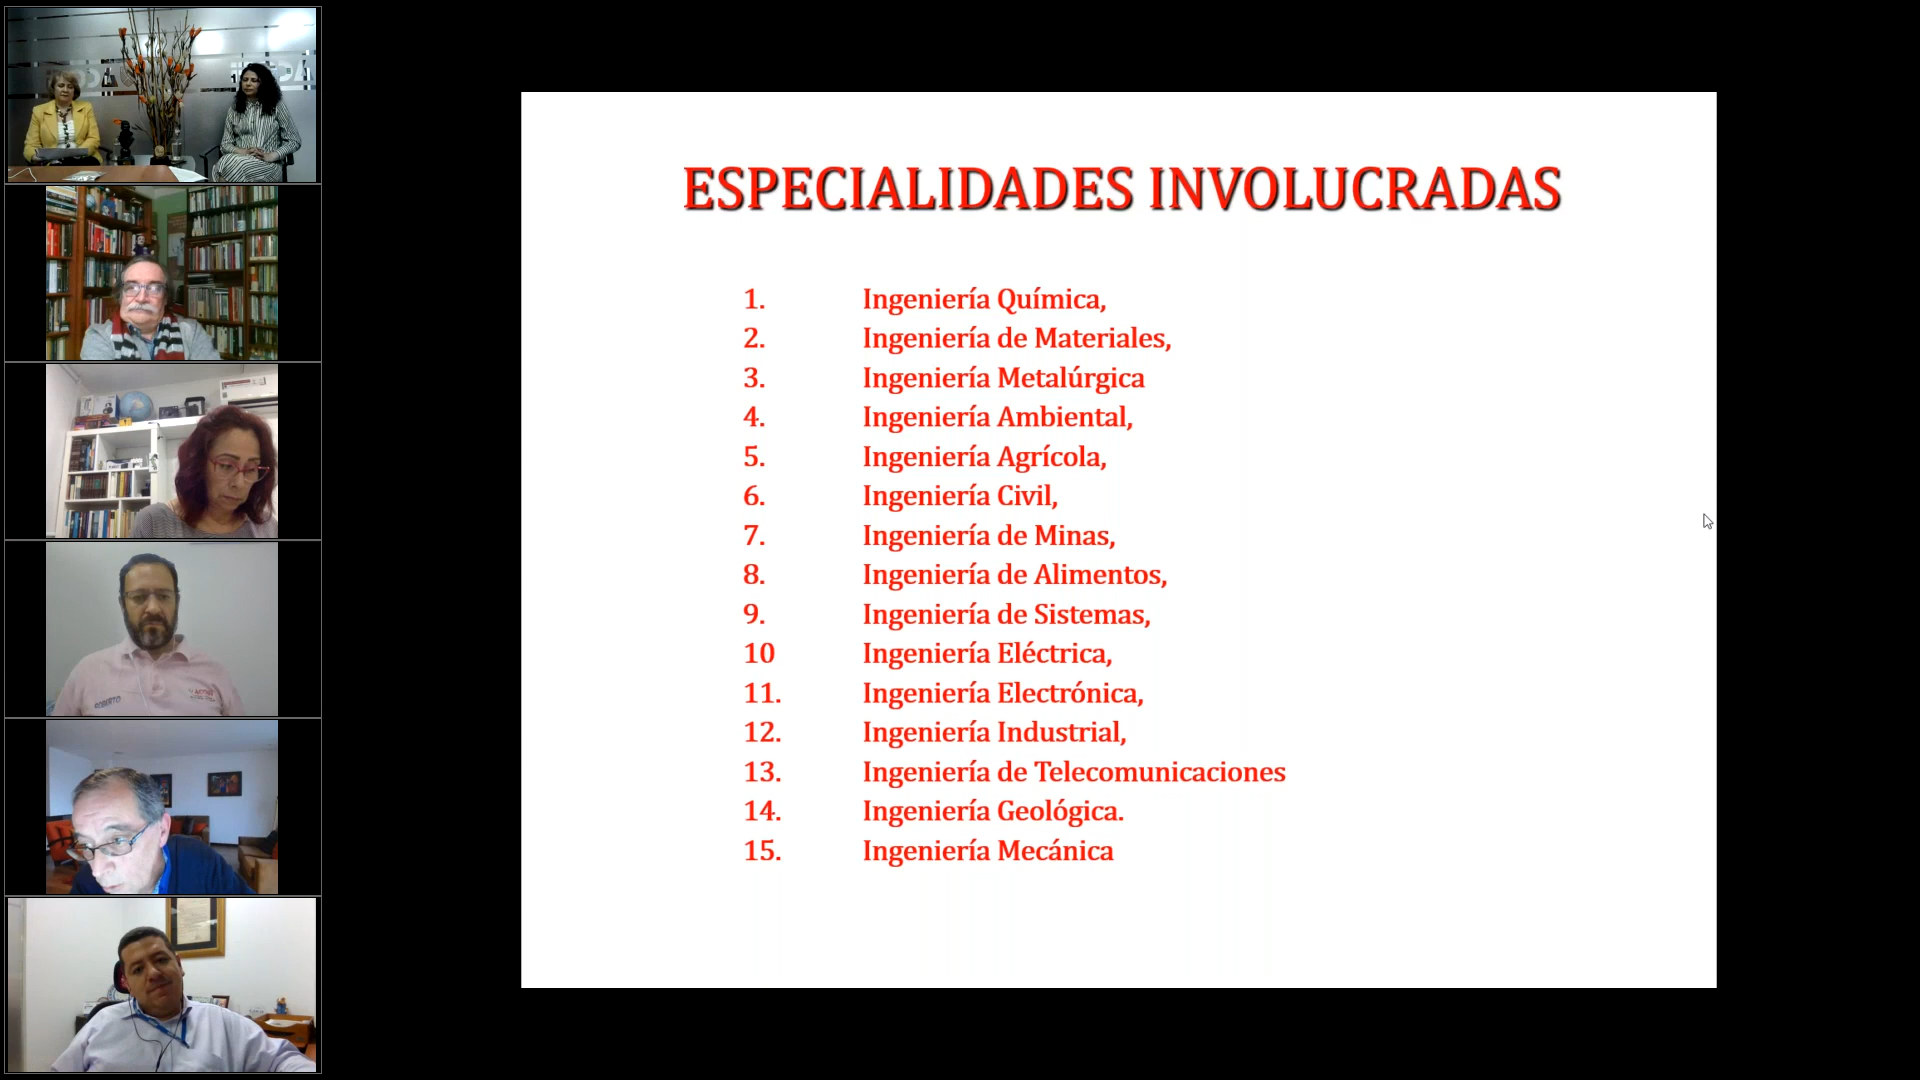 ESPECIALIDADES INVOLUCRADAS
1. Ingeniería Química,
2. Ingeniería de Materiales,
3. Ingeniería Metalúrgica
4. Ingeniería Ambiental,
5. Ingeniería Agrícola,
6. Ingeniería Civil,
7. Ingeniería de Minas,
8. Ingeniería de Alimentos,
9. Ingeniería de Sistemas,
10 Ingeniería Eléctrica,
11. Ingeniería Electrónica,
12. Ingeniería Industrial,
13. Ingeniería de Telecomunicaciones
14. Ingeniería Geológica.
15. Ingeniería Mecánica
ROBERTO